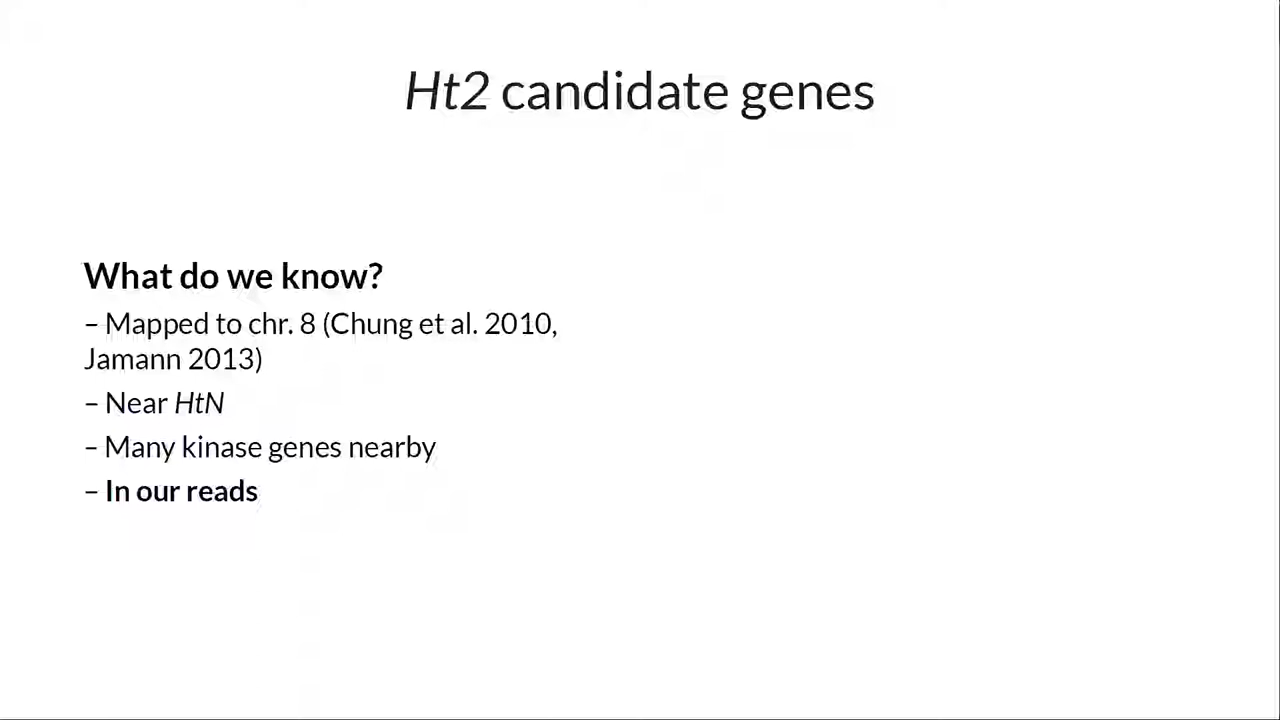 Ht2 candidate genes
What do we know?
– Mapped to chr. 8 (Chung et al. 2010,
Jamann 2013)
– Near HtN
– Many kinase genes nearby
– In our reads